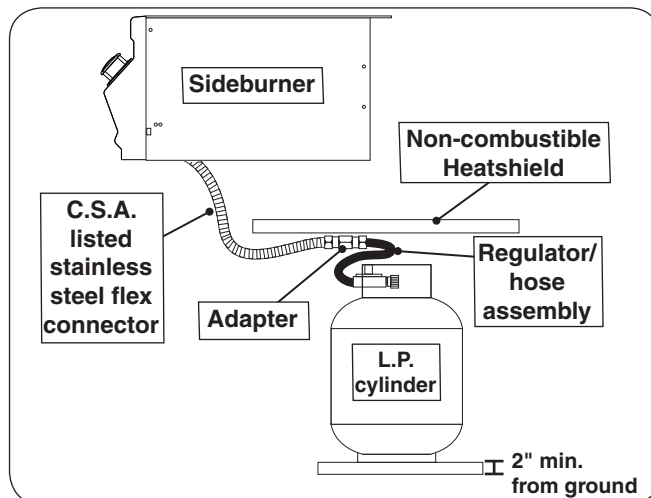 Sideburner
Non-combustible
Heatshield
C.S.A.
listed
stainless
steel flex
connector
Adapter
Regulator/
hose
assembly
L.P.
cylinder
2" min.
from ground